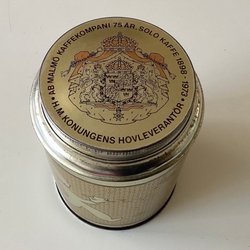 AB MALMÖ KAFFEKOMPANI 75 ÅR. SOLO KAFFE 1898-1973
H.M. KONUNGENS HOVLEVERANTÖR